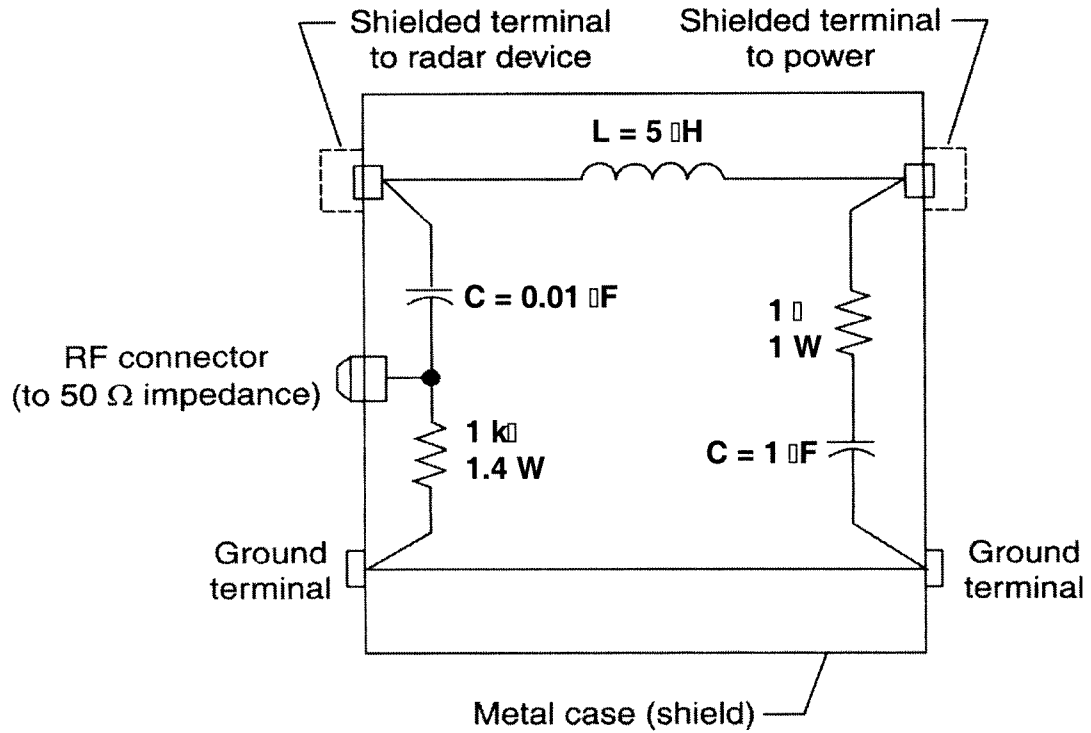 Shielded terminal
to radar device
Shielded terminal
to power
L = 5 ▯H
C = 0.01 ▯F
1 ▯
1 W
RF connector
(to 50 Ω impedance)
1 k▯
1.4 W
C = 1 ▯F
Ground
terminal
Ground
terminal
Metal case (shield)